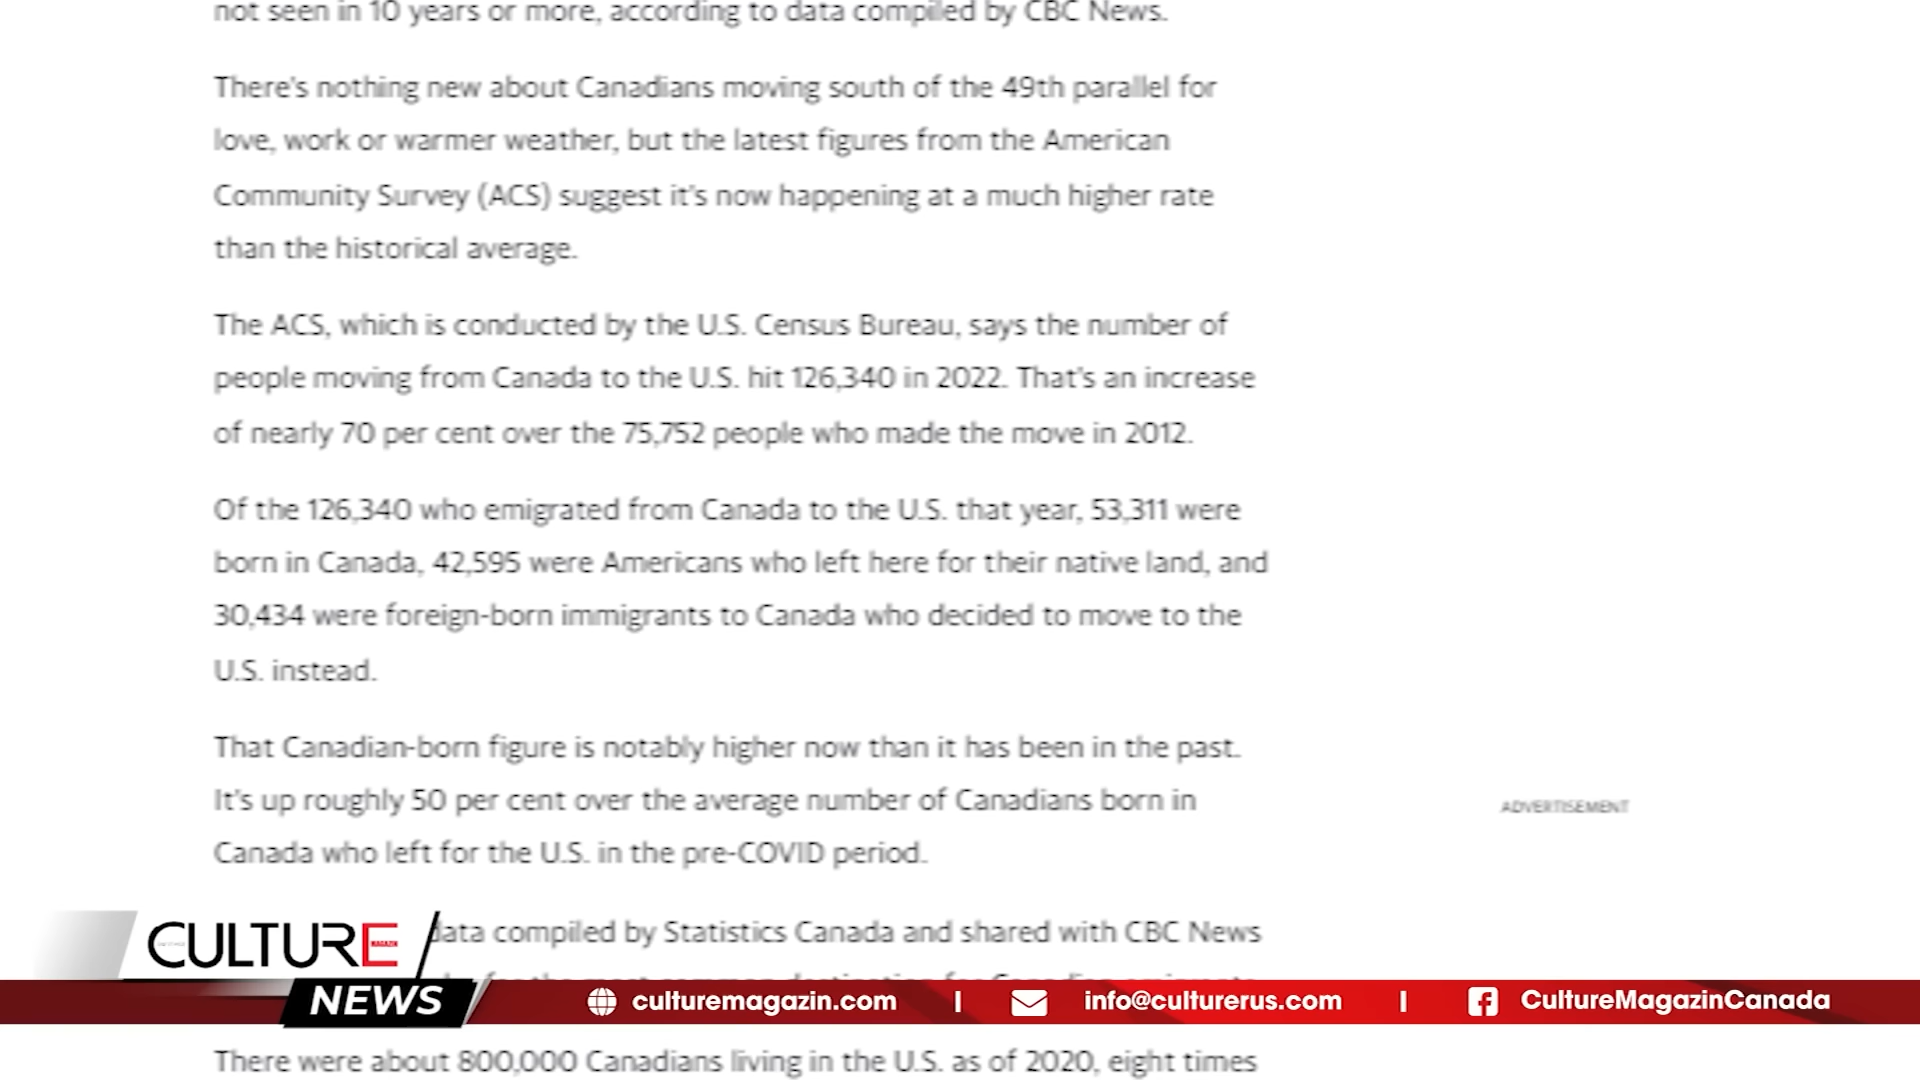 not seen in 10 years or more, according to data compiled by CBC News.
There's nothing new about Canadians moving south of the 49th parallel for
love, work or warmer weather, but the latest figures from the American
Community Survey (ACS) suggest it's now happening at a much higher rate
than the historical average.
The ACS, which is conducted by the U.S. Census Bureau, says the number of
people moving from Canada to the U.S. hit 126,340 in 2022. That's an increase
of nearly 70 per cent over the 75,752 people who made the move in 2012.
Of the 126,340 who emigrated from Canada to the U.S. that year, 53,311 were
born in Canada, 42,595 were Americans who left here for their native land, and
30,434 were foreign-born immigrants to Canada who decided to move to the
U.S. instead.
That Canadian-born figure is notably higher now than it has been in the past.
It's up roughly 50 per cent over the average number of Canadians born in
Canada who left for the U.S. in the pre-COVID period.
ADVERTISEMENT
data compiled by Statistics Canada and shared with CBC News
CULTURE
NEWS
culturemagazin.com | info@culturerus.com | CultureMagazinCanada
There were about 800,000 Canadians living in the U.S. as of 2020, eight times